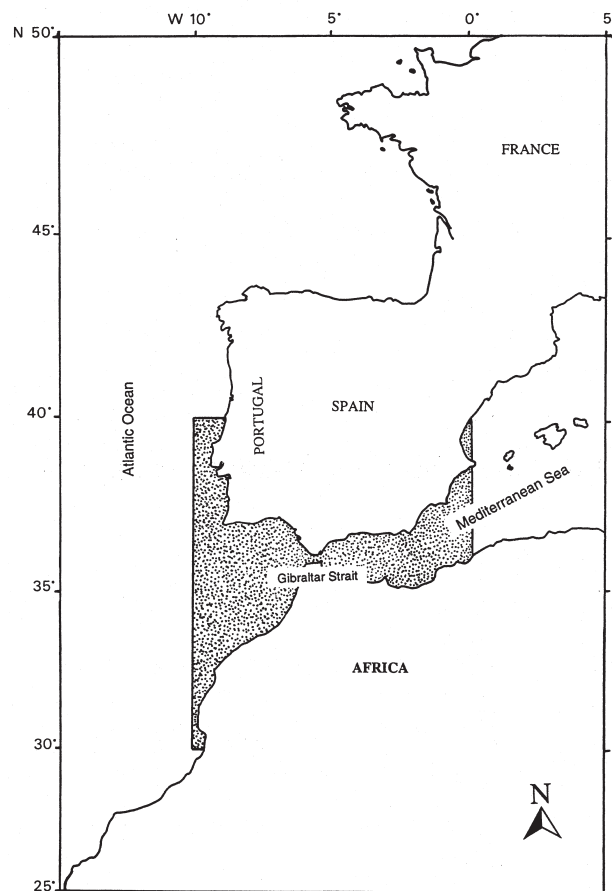 W 10° 5° 0° 5
N 50°
FRANCE
45°
Atlantic Ocean
PORTUGAL
SPAIN
40°
Mediterranean Sea
Gibraltar Strait
35°
AFRICA
30°
N
25°